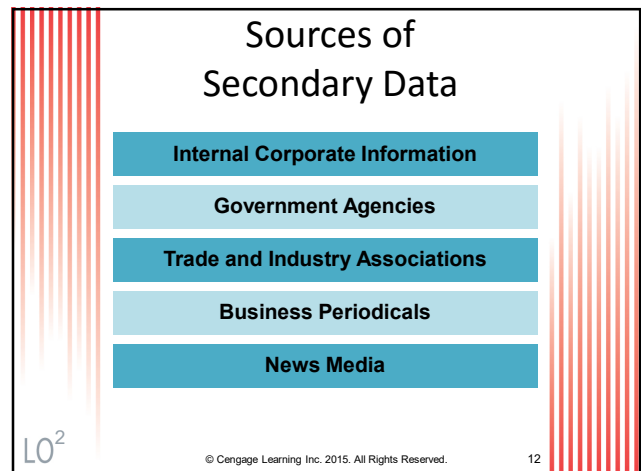 Sources of
Secondary Data
Internal Corporate Information
Government Agencies
Trade and Industry Associations
Business Periodicals
News Media
LO²
© Cengage Learning Inc. 2015. All Rights Reserved.
12